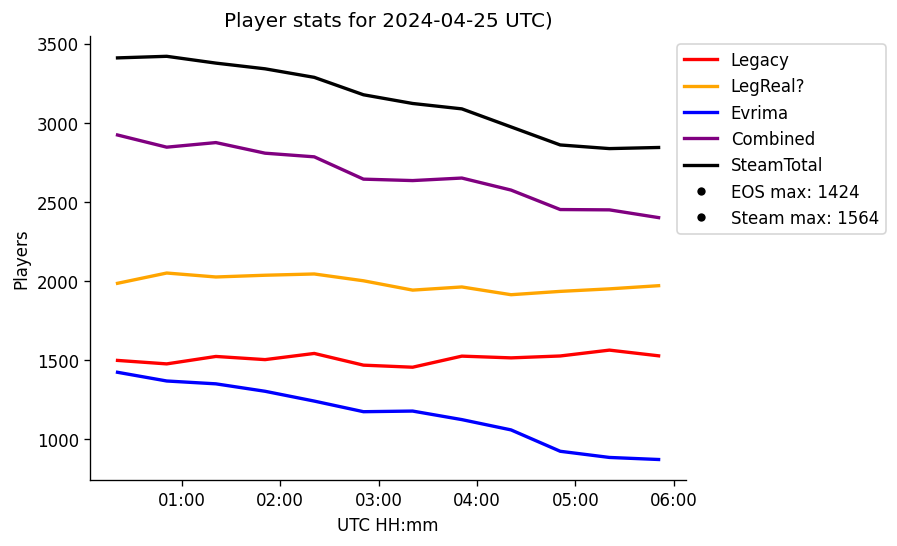 Player stats for 2024-04-25 UTC)
3500
3000
2500
2000
1500
1000
Players
01:00
02:00
03:00
04:00
05:00
06:00
UTC HH:mm
Legacy
LegReal?
Evrima
Combined
SteamTotal
EOS max: 1424
Steam max: 1564